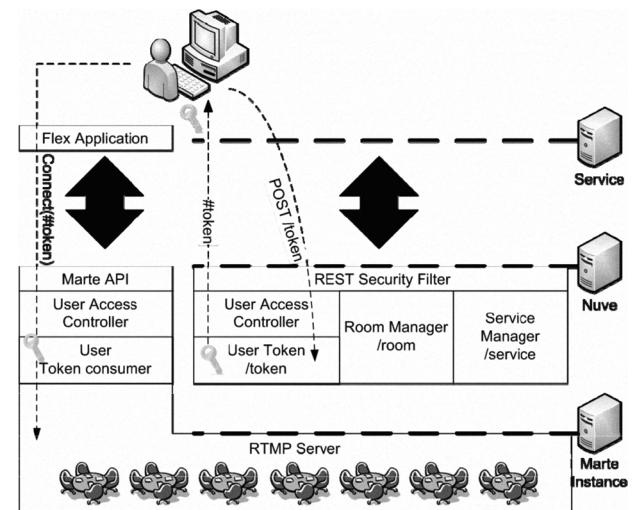 Flex Application
Service
Connect(#token)
#token
POST /token
Marte API
REST Security Filter
Nuve
User Access
Controller
User Access
Controller
Room Manager
/room
Service
Manager
/service
User
Token consumer
User Token
/token
RTMP Server
Marte
Instance